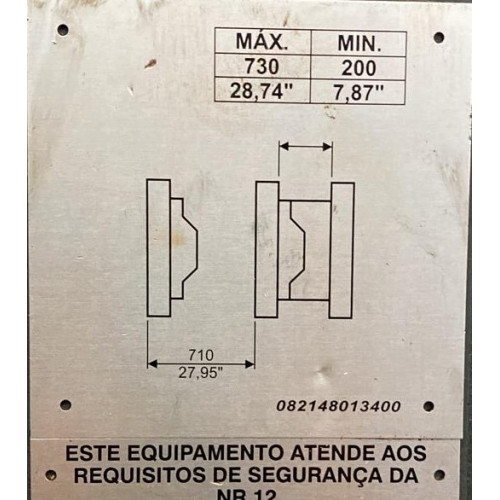 MÁX. MIN.
730 200
28,74" 7,87"
710
27,95"
082148013400
ESTE EQUIPAMENTO ATENDE AOS
REQUISITOS DE SEGURANÇA DA
NR 12